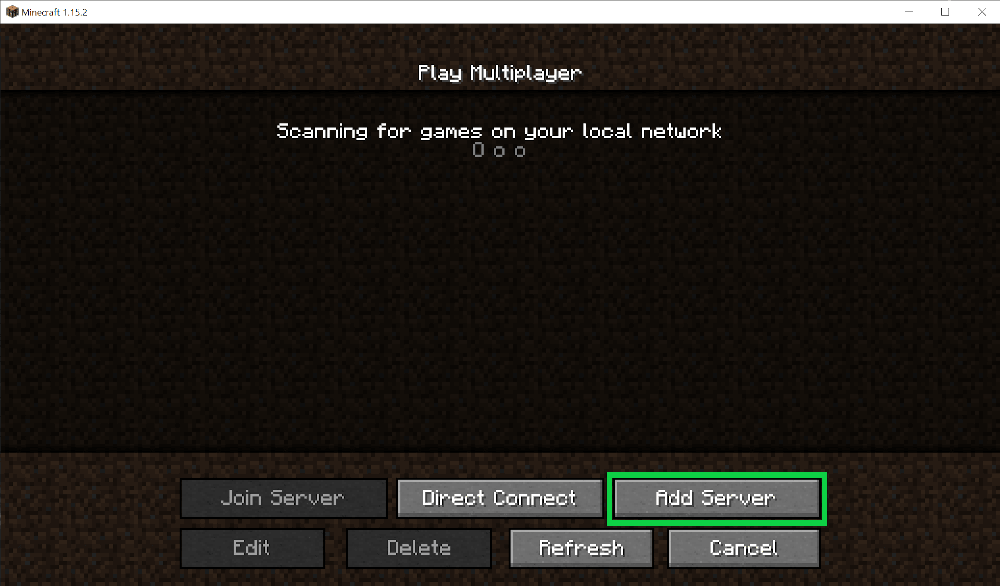 Minecraft 1.15.2
Play Multiplayer
Scanning for games on your local network
O o o
Join Server Direct Connect Add Server
Edit Delete Refresh Cancel